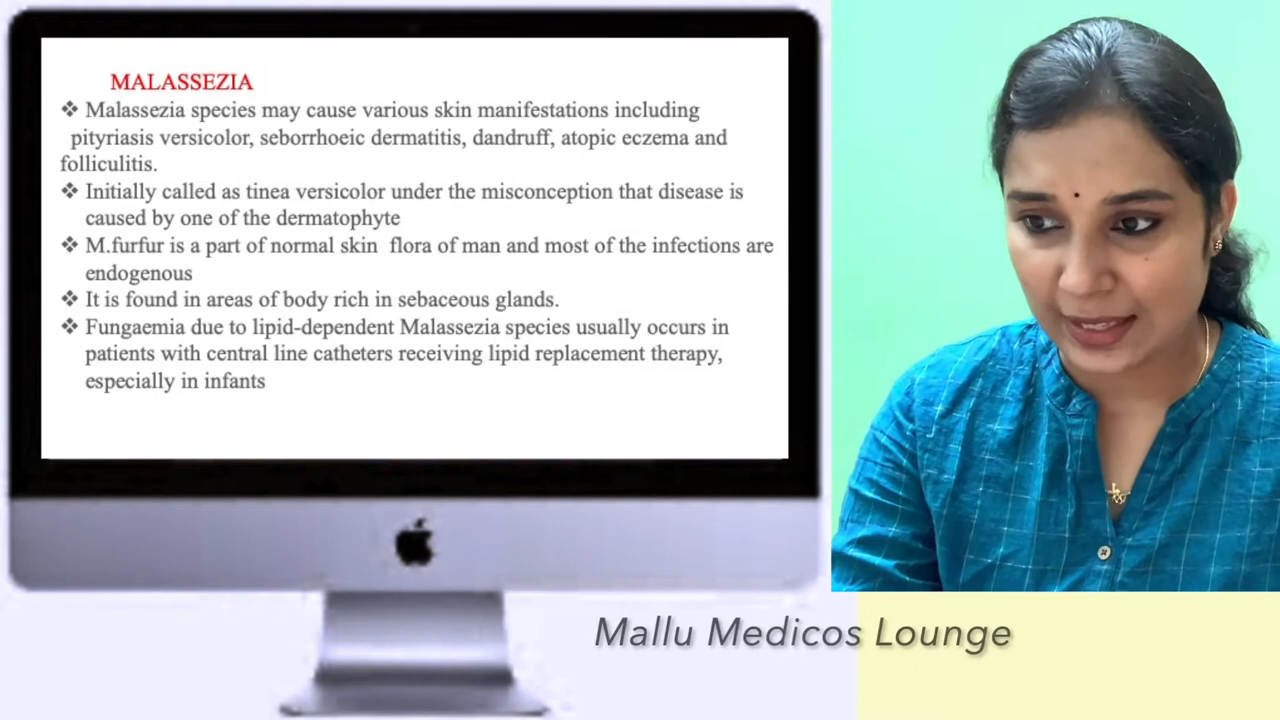 MALASSEZIA
❖ Malassezia species may cause various skin manifestations including
pityriasis versicolor, seborrhoeic dermatitis, dandruff, atopic eczema and
folliculitis.
❖ Initially called as tinea versicolor under the misconception that disease is
caused by one of the dermatophyte
❖ M.furfur is a part of normal skin flora of man and most of the infections are
endogenous
❖ It is found in areas of body rich in sebaceous glands.
❖ Fungaemia due to lipid-dependent Malassezia species usually occurs in
patients with central line catheters receiving lipid replacement therapy,
especially in infants
Mallu Medicos Lounge